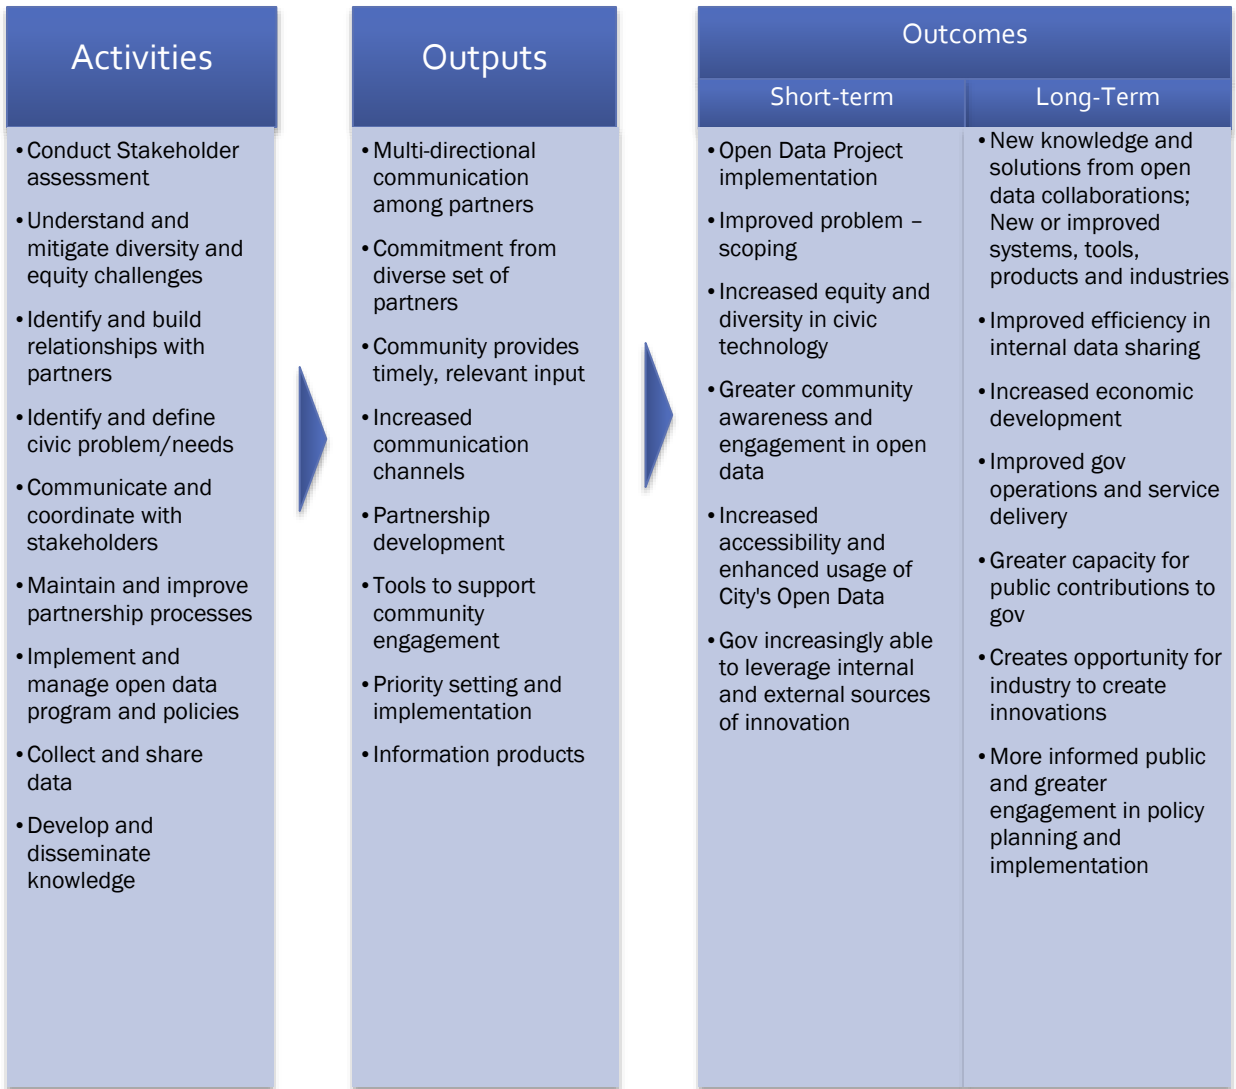 Activities
• Conduct Stakeholder
assessment
• Understand and
mitigate diversity and
equity challenges
• Identify and build
relationships with
partners
• Identify and define
civic problem/needs
• Communicate and
coordinate with
stakeholders
• Maintain and improve
partnership processes
• Implement and
manage open data
program and policies
• Collect and share
data
• Develop and
disseminate
knowledge
Outputs
• Multi-directional
communication
among partners
• Commitment from
diverse set of
partners
• Community provides
timely, relevant input
• Increased
communication
channels
• Partnership
development
• Tools to support
community
engagement
• Priority setting and
implementation
• Information products
Outcomes
Short-term
• Open Data Project
implementation
• Improved problem –
scoping
• Increased equity and
diversity in civic
technology
• Greater community
awareness and
engagement in open
data
• Increased
accessibility and
enhanced usage of
City's Open Data
• Gov increasingly able
to leverage internal
and external sources
of innovation
Long-Term
• New knowledge and
solutions from open
data collaborations;
New or improved
systems, tools,
products and industries
• Improved efficiency in
internal data sharing
• Increased economic
development
• Improved gov
operations and service
delivery
• Greater capacity for
public contributions to
gov
• Creates opportunity for
industry to create
innovations
• More informed public
and greater
engagement in policy
planning and
implementation